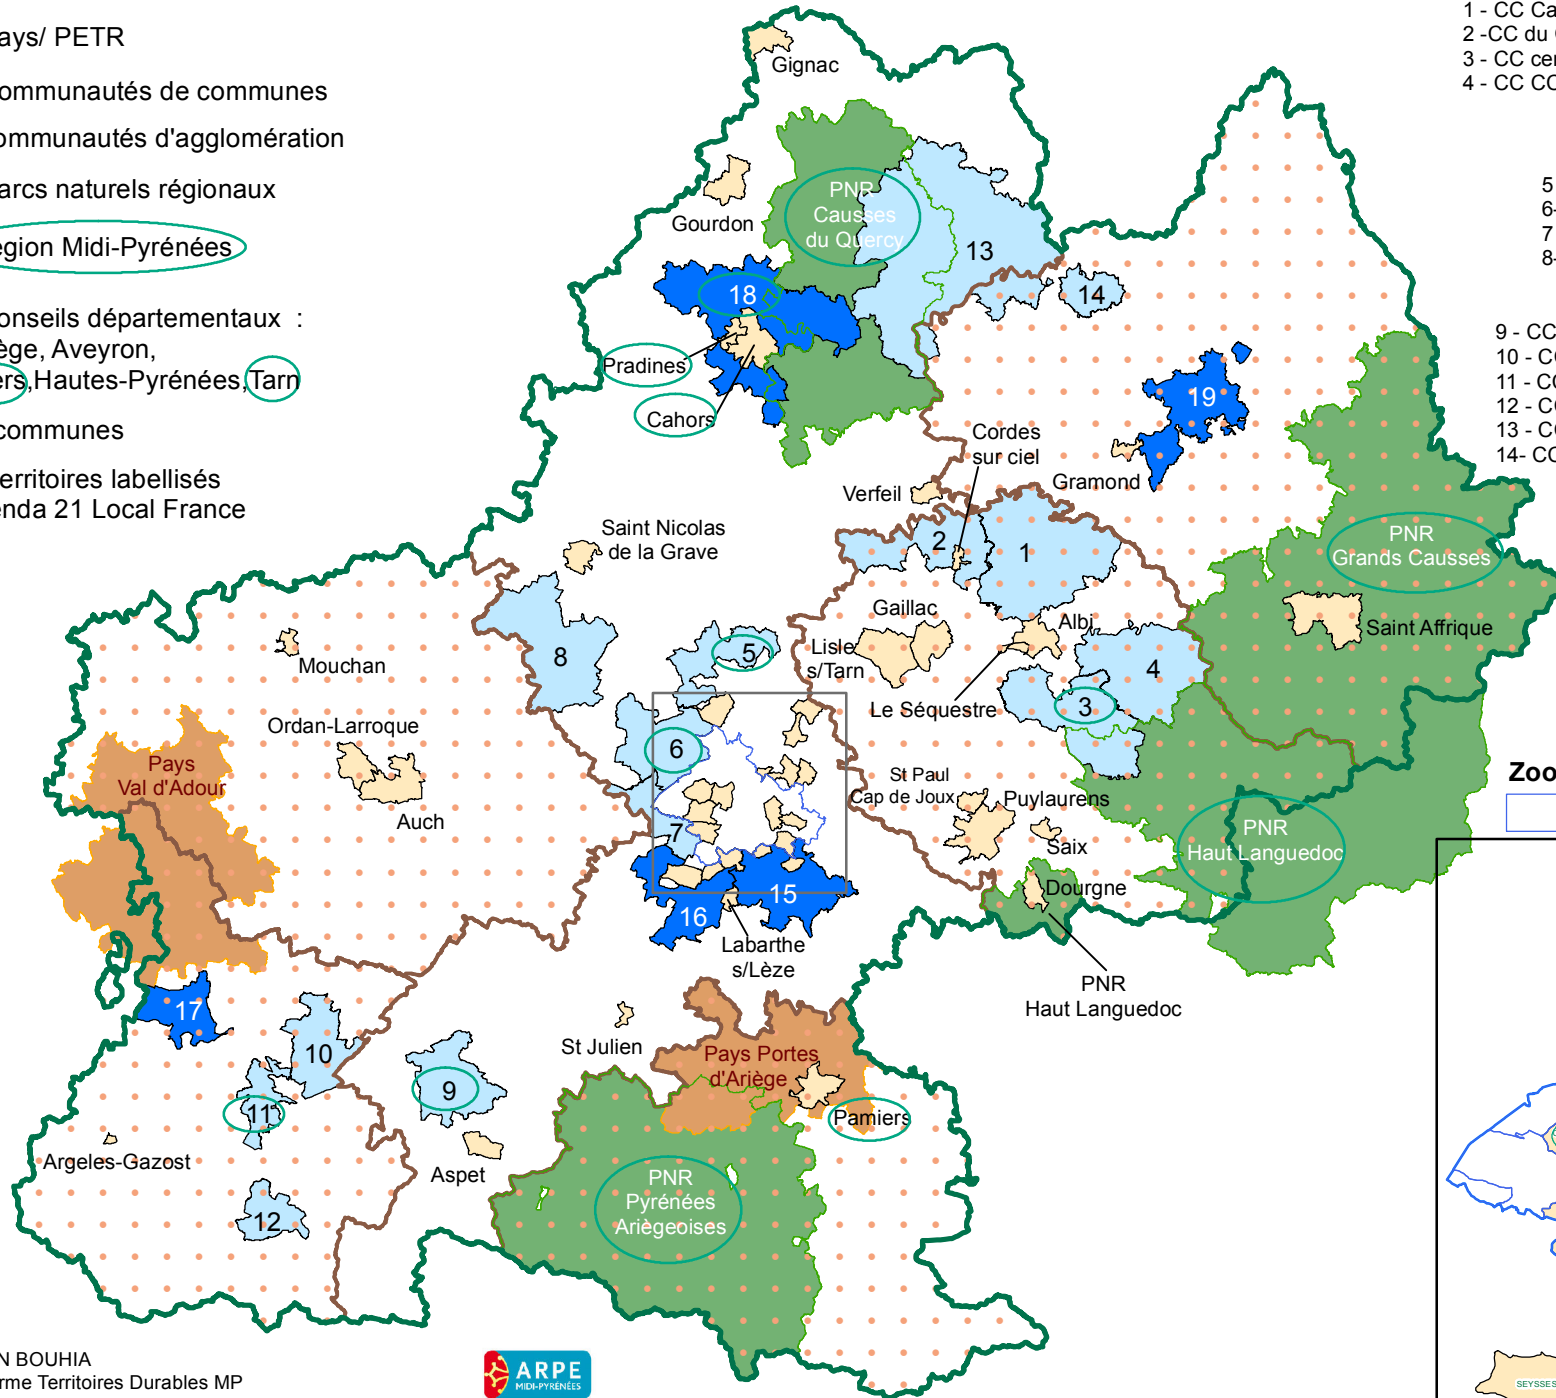 ays/ PETR
ommunautés de communes
ommunautés d'agglomération
arcs naturels régionaux
égion Midi-Pyrénées
onseils départementaux :
ège, Aveyron,
ers,Hautes-Pyrénées,Tarn
communes
erritoires labellisés
enda 21 Local France
1 - CC Ca
2 -CC du
3 - CC cer
4 - CC CC
5
6-
7
8-
9 - CC
10 - CC
11 - CC
12 - CC
13 - CC
14- CC
Gignac
Gourdon
PNR
Causses
du Quercy
13
14
18
Pradines
Cahors
19
Cordes
sur ciel
Gramond
Verfeil
Saint Nicolas
de la Grave
2
1
PNR
Grands Causses
Gaillac
Albi
Saint Affrique
Mouchan
8
5
Lisle
s/Tarn
4
Le Séquestre
3
Ordan-Larroque
6
Pays
Val d'Adour
St Paul
Cap de Joux
Puylaurens
Zoo
Auch
7
Saix
PNR
Haut Languedoc
Dourgne
15
16
Labarthe
s/Lèze
PNR
Haut Languedoc
17
10
St Julien
Pays Portes
d'Ariège
9
11
Pamiers
Argeles-Gazost
Aspet
PNR
Pyrénées
Ariègeoises
12
N BOUHIA
rme Territoires Durables MP
ARPE
MIDI-PYRÉNÉES
SEYSSES